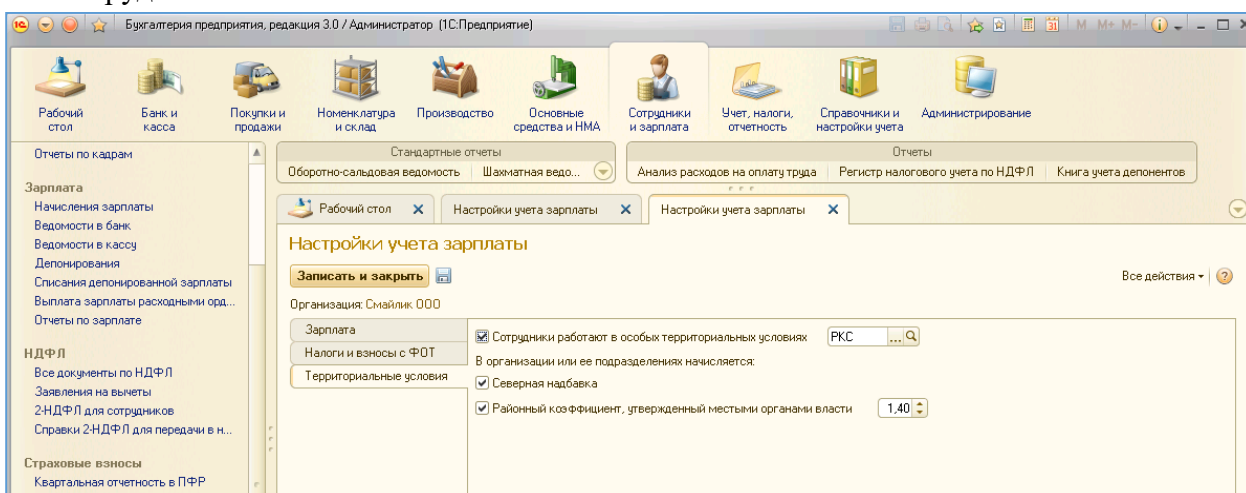 Бухгалтерия предприятия, редакция 3.0 / Администратор (1С:Предприятие)
M M+ M-
Рабочий стол
Банк и касса
Покупки и продажи
Номенклатура и склад
Производство
Основные средства и НМА
Сотрудники и зарплата
Учет, налоги, отчетность
Справочники и настройки учета
Администрирование
Отчеты по кадрам
Зарплата
Начисления зарплаты
Ведомости в банк
Ведомости в кассу
Депонирования
Списания депонированной зарплаты
Выплата зарплаты расходными орд...
Отчеты по зарплате
НДФЛ
Все документы по НДФЛ
Заявления на вычеты
2-НДФЛ для сотрудников
Справки 2-НДФЛ для передачи в н...
Страховые взносы
Квартальная отчетность в ПФР
Стандартные отчеты
Оборотно-сальдовая ведомость Шахматная ведо...
Отчеты
Анализ расходов на оплату труда Регистр налогового учета по НДФЛ Книга учета депонентов
Рабочий стол Настройки учета зарплаты Настройки учета зарплаты
Настройки учета зарплаты
Записать и закрыть Все действия
Организация: Смайлик ООО
Зарплата
Налоги и взносы с ФОТ
Территориальные условия
Сотрудники работают в особых территориальных условиях РКС ...
В организации или ее подразделениях начисляется:
Северная надбавка
Районный коэффициент, утвержденный местыми органами власти 1,40